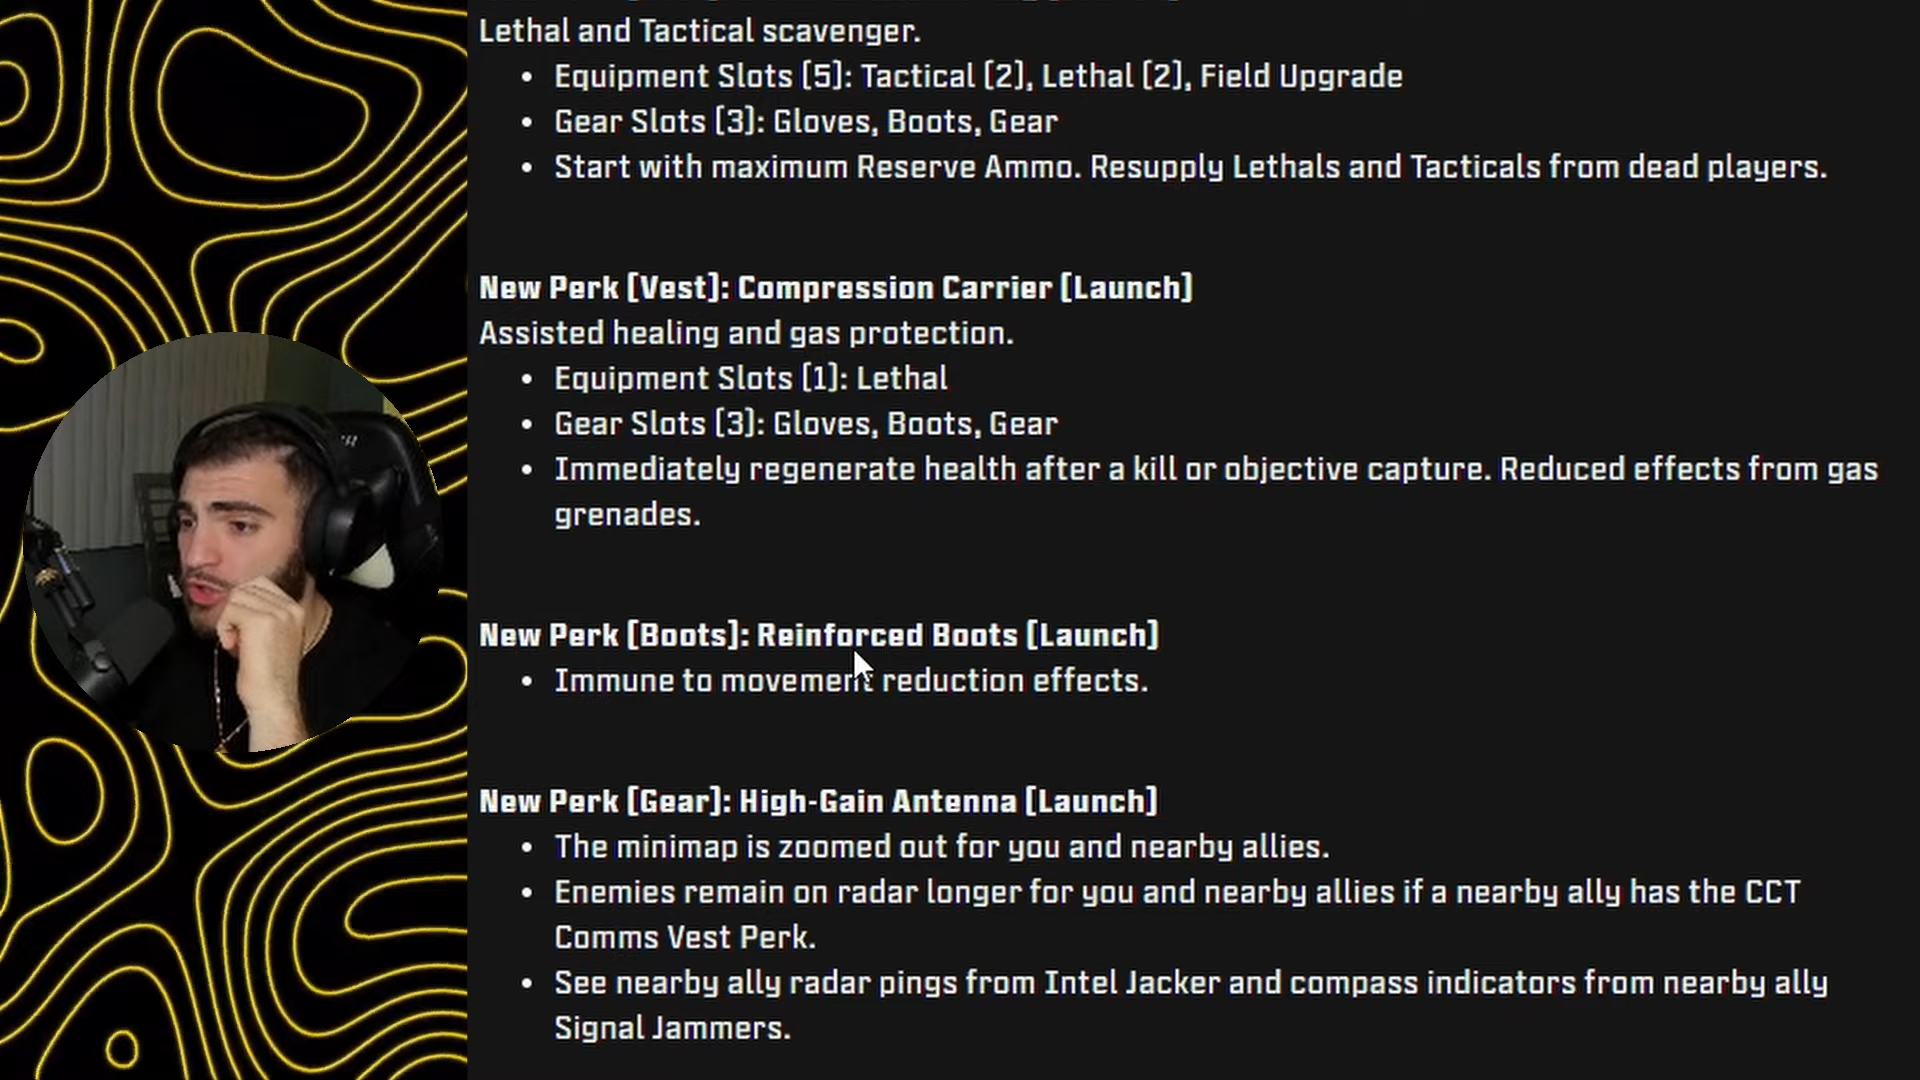 Lethal and Tactical scavenger.
• Equipment Slots [5]: Tactical [2], Lethal [2], Field Upgrade
• Gear Slots [3]: Gloves, Boots, Gear
• Start with maximum Reserve Ammo. Resupply Lethals and Tacticals from dead players.
New Perk [Vest]: Compression Carrier [Launch]
Assisted healing and gas protection.
• Equipment Slots [1]: Lethal
• Gear Slots [3]: Gloves, Boots, Gear
• Immediately regenerate health after a kill or objective capture. Reduced effects from gas
grenades.
New Perk [Boots]: Reinforced Boots [Launch]
• Immune to movement reduction effects.
New Perk [Gear]: High-Gain Antenna [Launch]
• The minimap is zoomed out for you and nearby allies.
• Enemies remain on radar longer for you and nearby allies if a nearby ally has the CCT
Comms Vest Perk.
• See nearby ally radar pings from Intel Jacker and compass indicators from nearby ally
Signal Jammers.